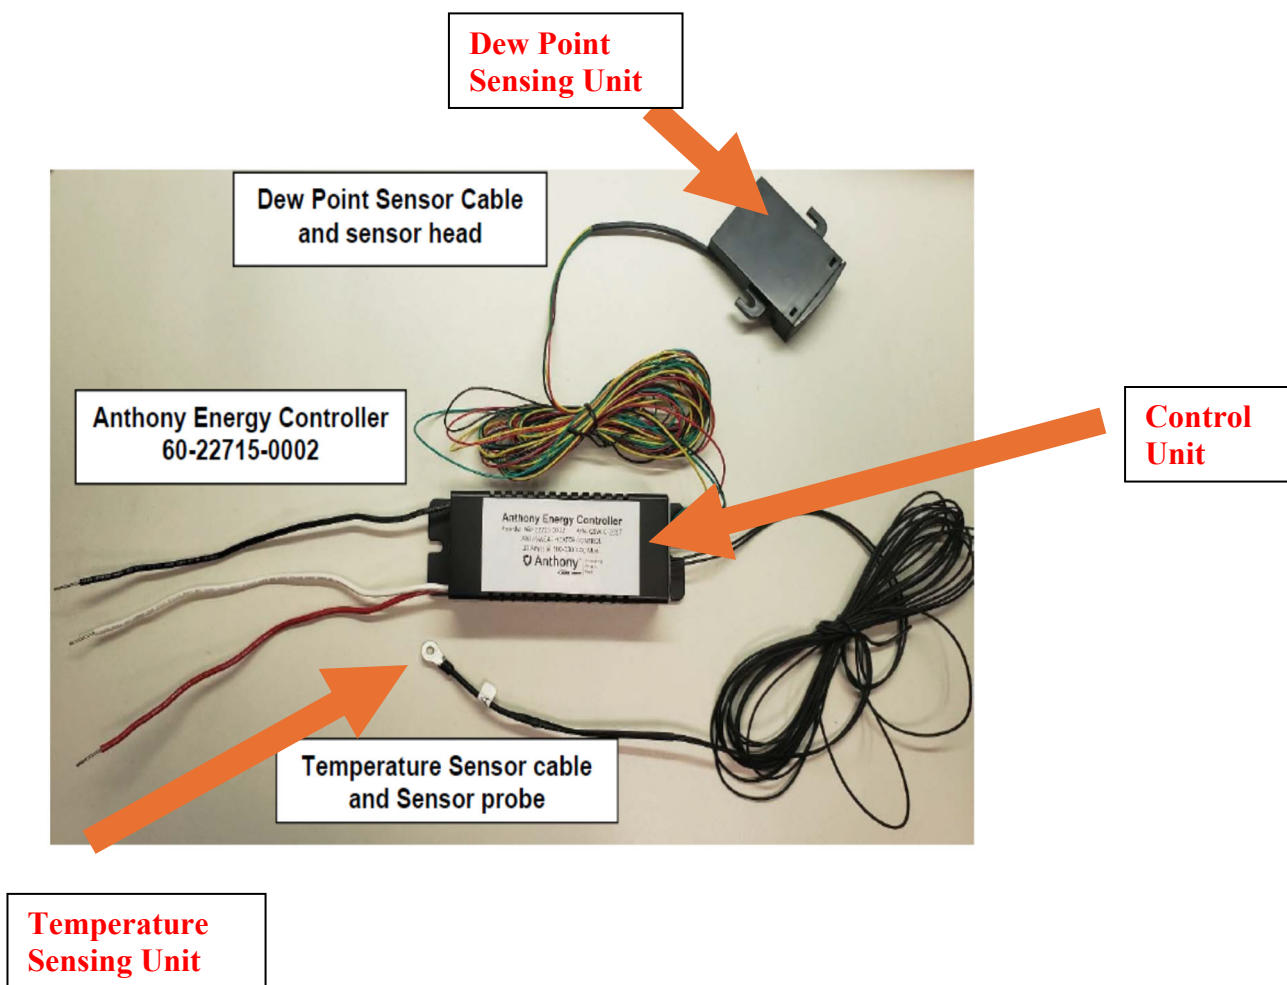 Dew Point
Sensing Unit
Dew Point Sensor Cable
and sensor head
Anthony Energy Controller
60-22715-0002
Control
Unit
Anthony Energy Controller
Anthony
Temperature Sensor cable
and Sensor probe
Temperature
Sensing Unit